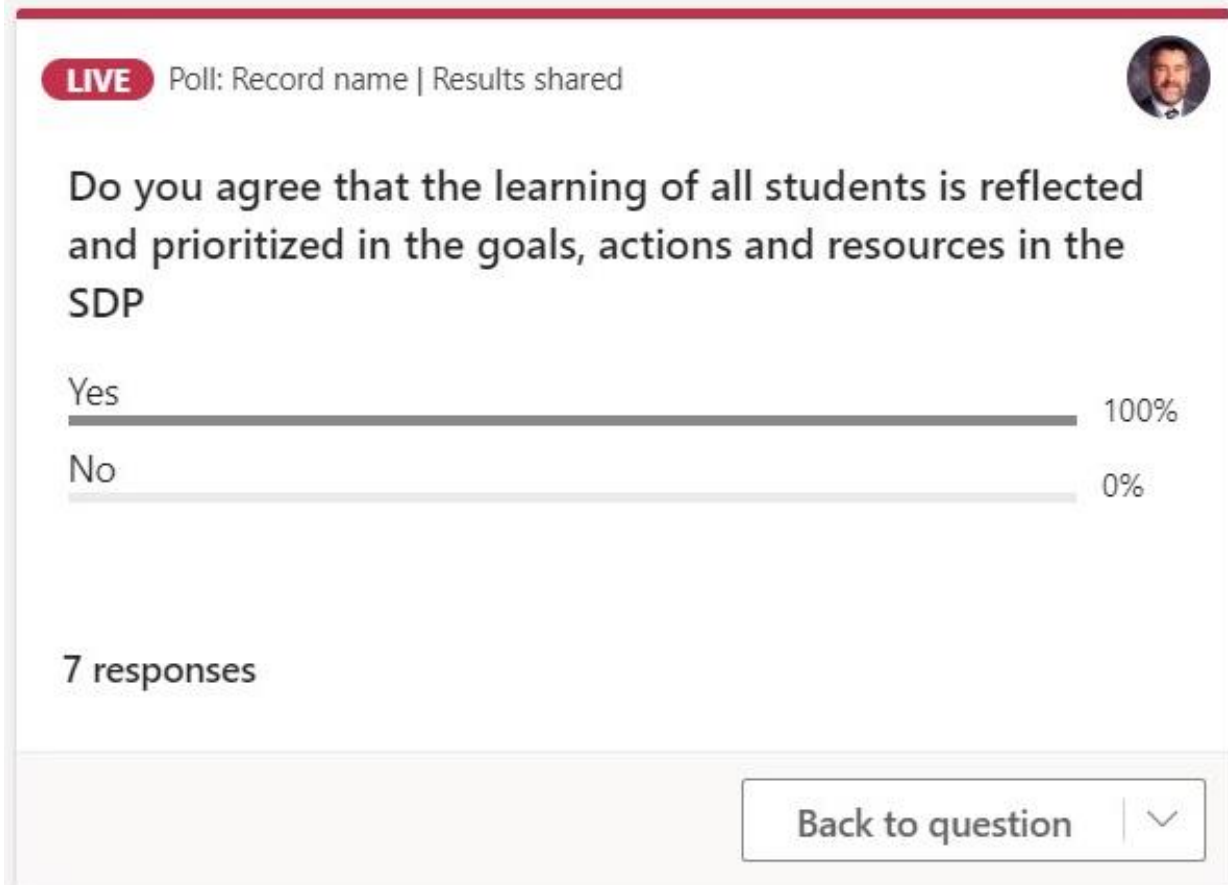 LIVE Poll: Record name | Results shared
Do you agree that the learning of all students is reflected
and prioritized in the goals, actions and resources in the
SDP
Yes
100%
No
0%
7 responses
Back to question